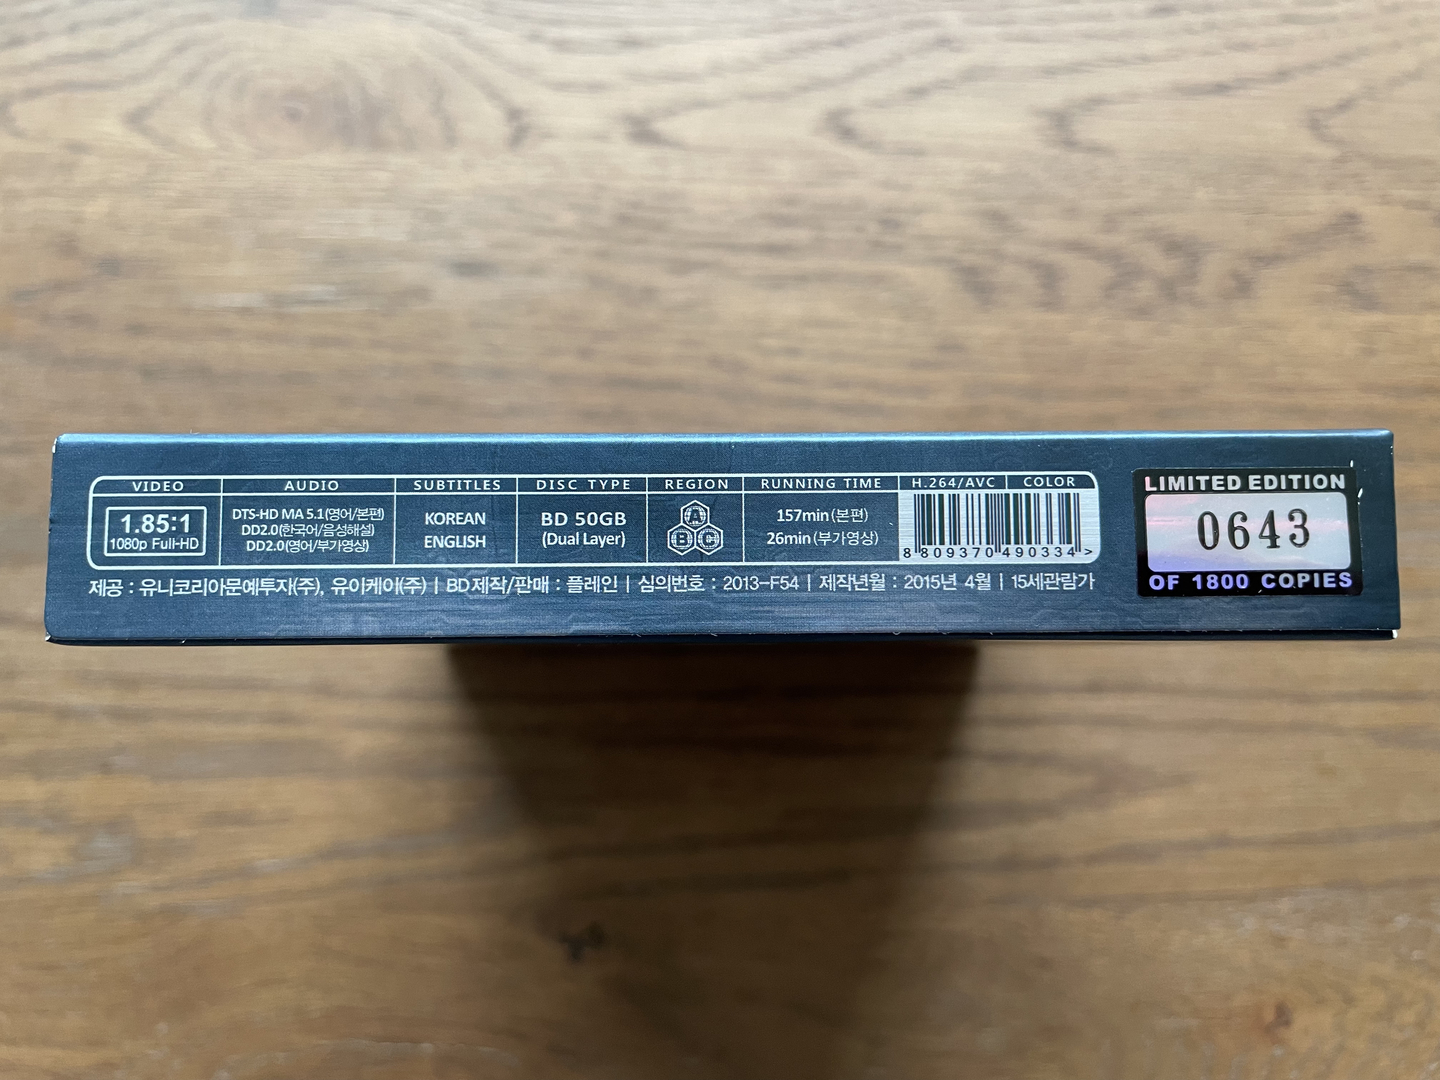 VIDEO
1.85:1
1080p Full-HD
AUDIO
DTS-HD MA 5.1(영어/본편)
DD2.0(한국어/음성해설)
DD2.0(영어/부가영상)
SUBTITLES
KOREAN
ENGLISH
DISC TYPE
BD 50GB
(Dual Layer)
REGION
A
B C
RUNNING TIME
157min(본편)
26min(부가영상)
H.264/AVC
COLOR
8 809370 490334 >
제공 : 유니코리아문예투자(주), 유이케이(주) | BD제작/판매 : 플레인 | 심의번호 : 2013-F54 | 제작년월 : 2015년 4월 | 15세관람가
LIMITED EDITION
0643
OF 1800 COPIES